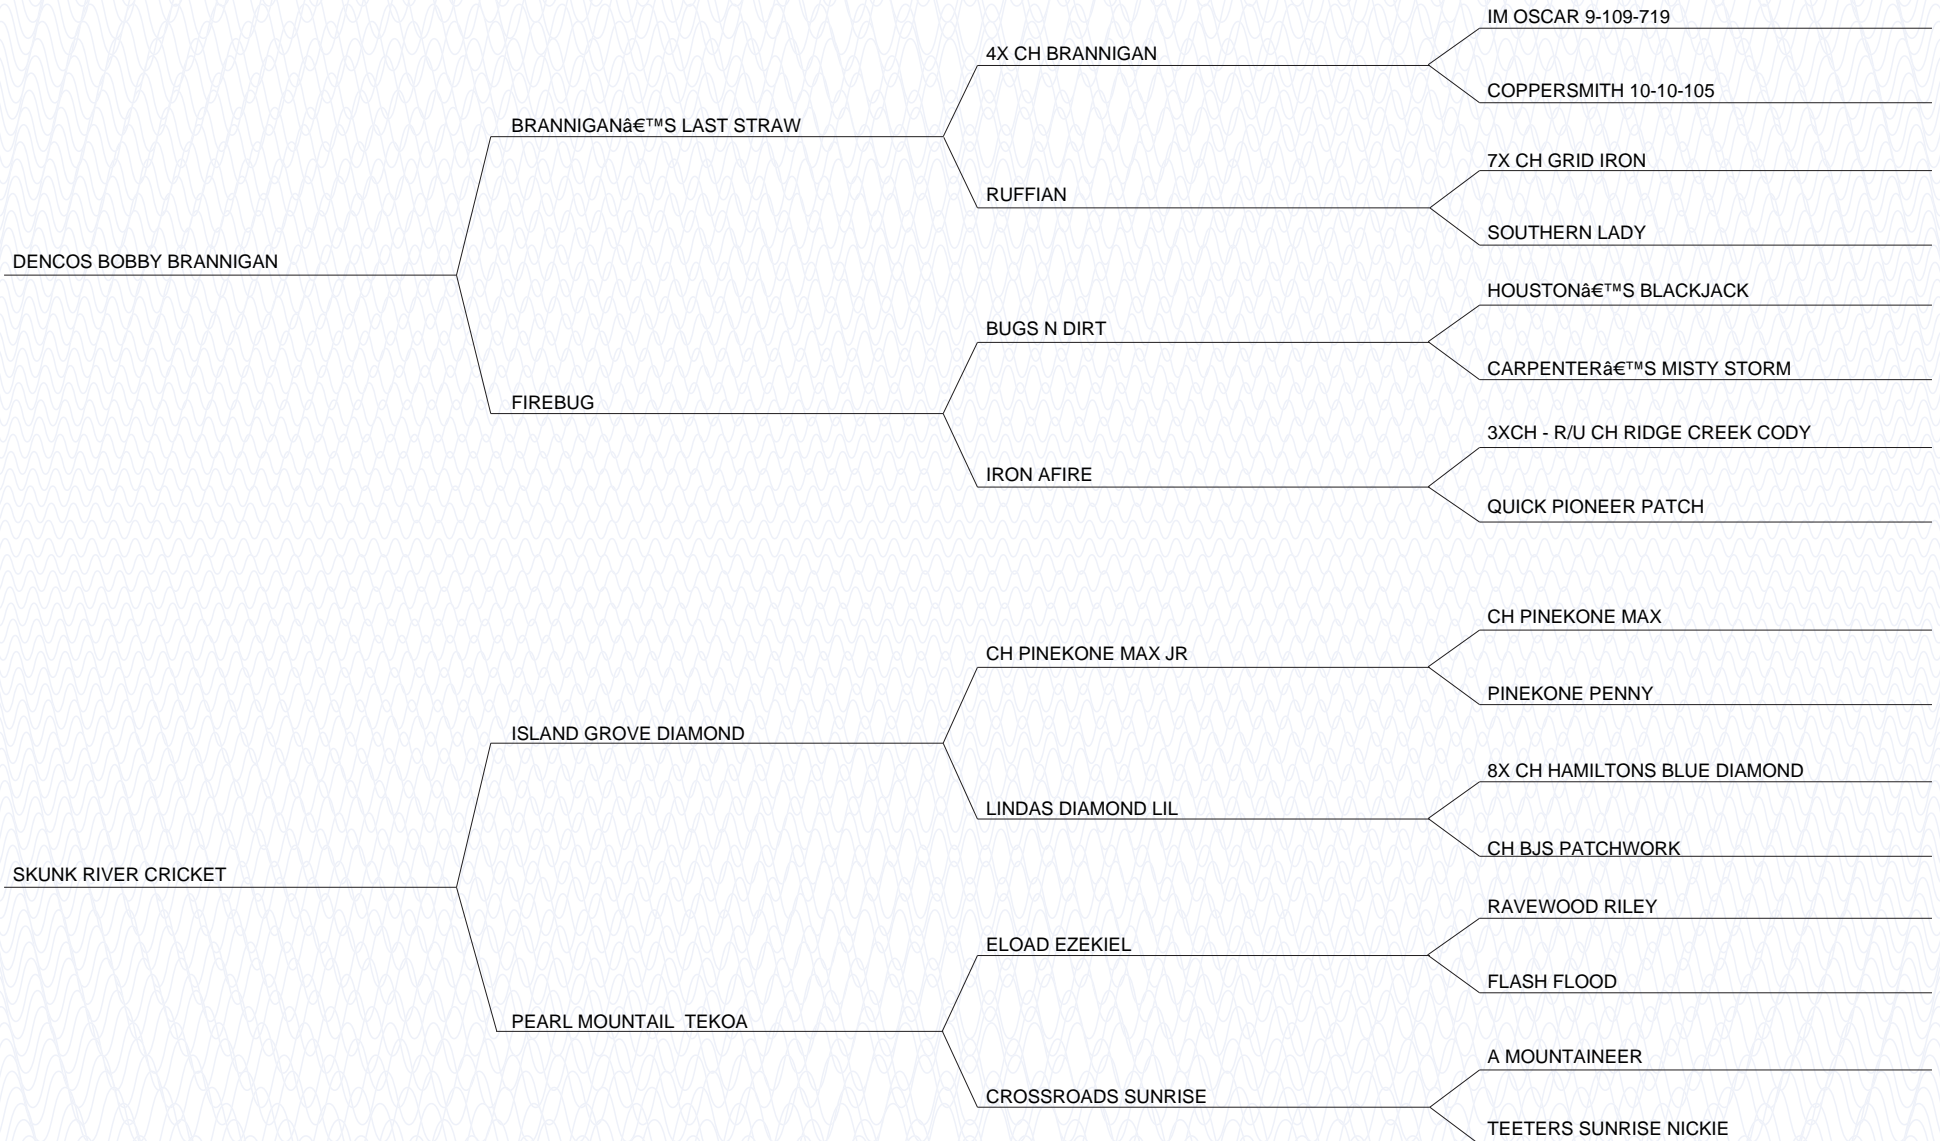 IM OSCAR 9-109-719
4X CH BRANNIGAN
COPPERSMITH 10-10-105
BRANNIGANâ€™S LAST STRAW
7X CH GRID IRON
RUFFIAN
SOUTHERN LADY
DENCOS BOBBY BRANNIGAN
HOUSTONâ€™S BLACKJACK
BUGS N DIRT
CARPENTERâ€™S MISTY STORM
FIREBUG
3XCH - R/U CH RIDGE CREEK CODY
IRON AFIRE
QUICK PIONEER PATCH
CH PINEKONE MAX
CH PINEKONE MAX JR
PINEKONE PENNY
ISLAND GROVE DIAMOND
8X CH HAMILTONS BLUE DIAMOND
LINDAS DIAMOND LIL
CH BJS PATCHWORK
SKUNK RIVER CRICKET
RAVEWOOD RILEY
ELOAD EZEKIEL
FLASH FLOOD
PEARL MOUNTAIL  TEKOA
A MOUNTAINEER
CROSSROADS SUNRISE
TEETERS SUNRISE NICKIE